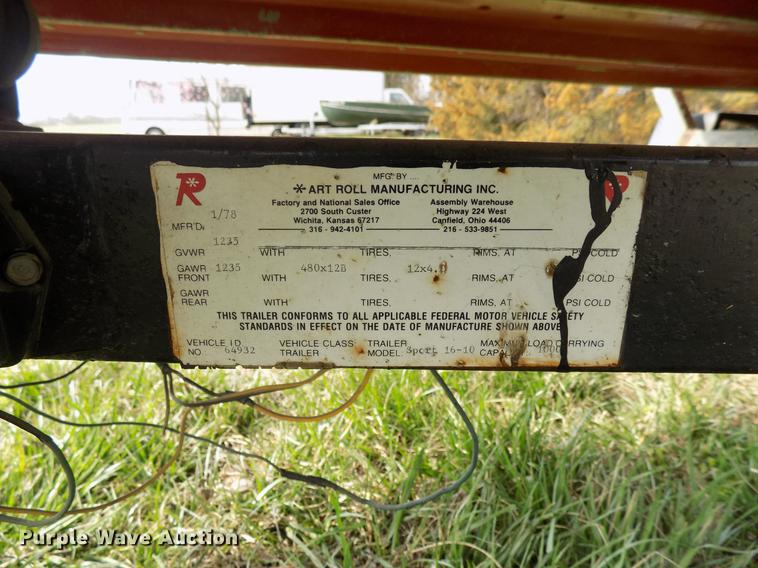 R
MFG BY
ART ROLL MANUFACTURING INC.
Factory and National Sales Office
2700 South Custer
Wichita, Kansas 67217
316 - 942-4101
Assembly Warehouse
Highway 224 West
Canfield, Ohio 44406
216 - 533-9851
R
MFR'D. 1/78
GVWR 1235 WITH TIRES, RIMS, AT PSI COLD
GAWR FRONT 1235 WITH 480x12B TIRES, 12x4. RIMS, AT PSI COLD
GAWR REAR WITH TIRES, RIMS, AT PSI COLD
THIS TRAILER CONFORMS TO ALL APPLICABLE FEDERAL MOTOR VEHICLE SAFETY
STANDARDS IN EFFECT ON THE DATE OF MANUFACTURE SHOWN ABOVE
VEHICLE ID NO. 64932 VEHICLE CLASS: TRAILER TRAILER MODEL: Sport 16-10 MAXIMUM LOAD CARRYING CAPACITY 1000
Purple Wave Auction